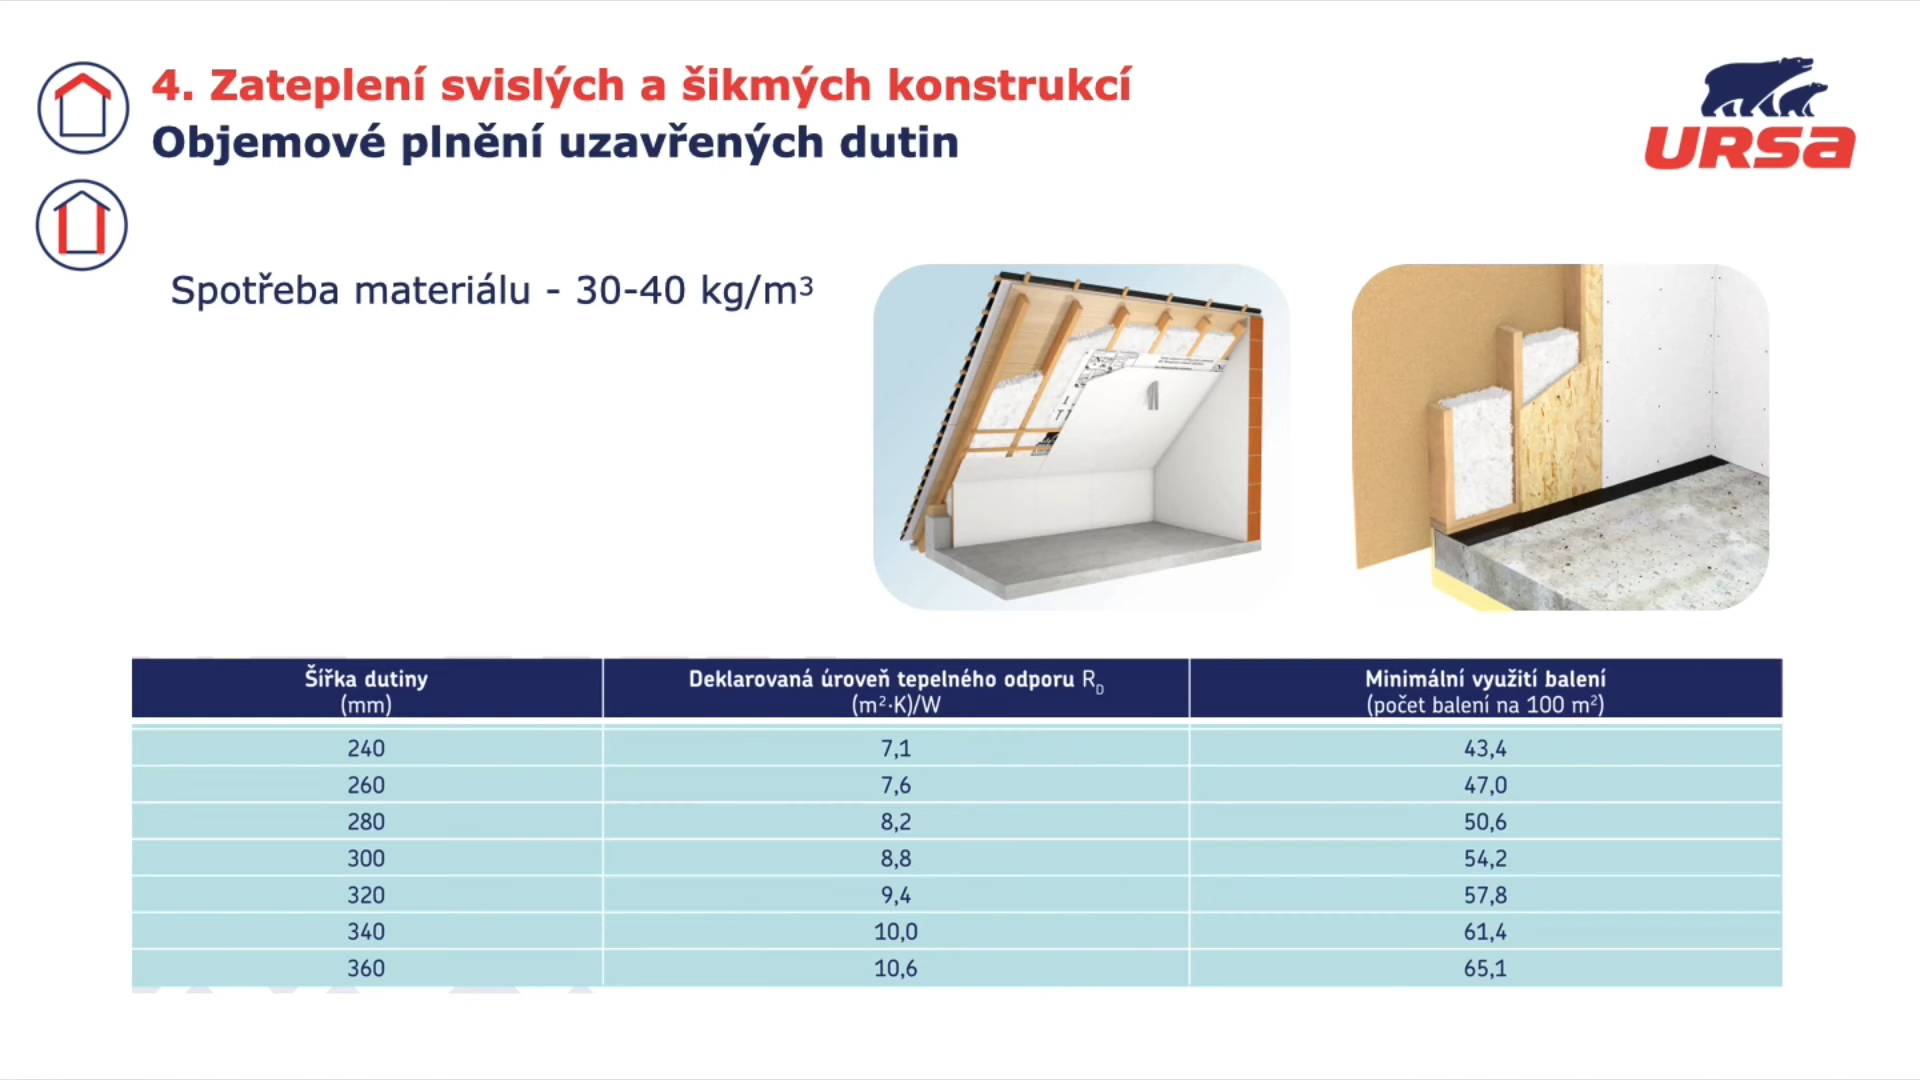 4. Zateplení svislých a šikmých konstrukcí
Objemové plnění uzavřených dutin
URSA
Spotřeba materiálu - 30-40 kg/m³
Šířka dutiny (mm) Deklarovaná úroveň tepelného odporu R_D (m²·K)/W Minimální využití balení (počet balení na 100 m²)
240 7,1 43,4
260 7,6 47,0
280 8,2 50,6
300 8,8 54,2
320 9,4 57,8
340 10,0 61,4
360 10,6 65,1